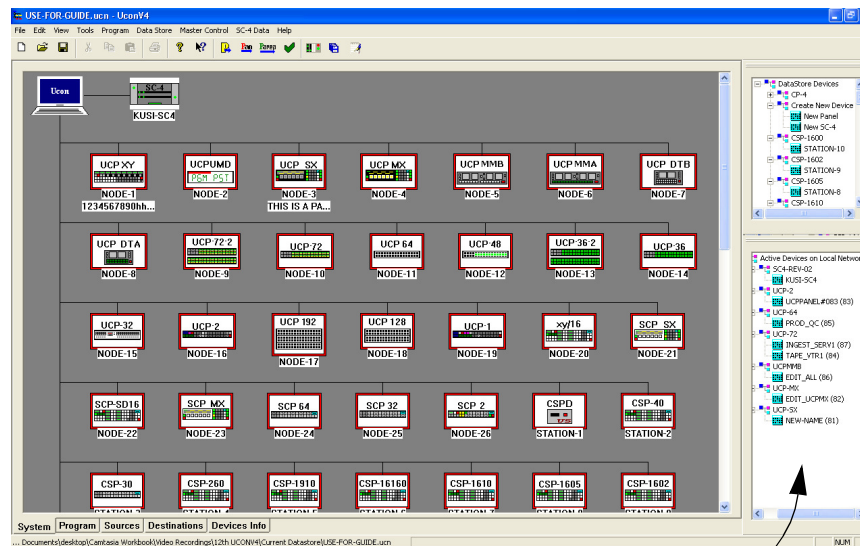 USE-FOR-GUIDE.ucn - UconV4
File Edit View Tools Program Data Store Master Control SC-4 Data Help
Ucon
SC-4
KUSI-SC4
UCP XY UCPUMD UCP SX UCP MX UCP MMB UCP MMA UCP DTB
PGM PST
NODE-1 NODE-2 NODE-3 NODE-4 NODE-5 NODE-6 NODE-7
1234567890hh... THIS IS A PA...
UCP DTA UCP-72-2 UCP-72 UCP 64 UCP-48 UCP-36-2 UCP-36
NODE-8 NODE-9 NODE-10 NODE-11 NODE-12 NODE-13 NODE-14
UCP-32 UCP-2 UCP 192 UCP 128 UCP-1 xy/16 SCP SX
NODE-15 NODE-16 NODE-17 NODE-18 NODE-19 NODE-20 NODE-21
SCP-SD16 SCP MX SCP 64 SCP 32 SCP 2 CSPD CSP-40
NODE-22 NODE-23 NODE-24 NODE-25 NODE-26 STATION-1 STATION-2
CSP-30 CSP-260 CSP-1910 CSP-16160 CSP-1610 CSP-1605 CSP-1602
System Program Sources Destinations Devices Info
DataStore Devices
CP-4
Create New Device
New Panel
New SC-4
CSP-1600
STATION-10
CSP-1602
STATION-9
CSP-1605
STATION-8
CSP-1610
Active Devices on Local Networ
SC4-REV-02
KUSI-SC4
UCP-2
UCPPANEL#083 (83)
UCP-64
PROD_QC (85)
UCP-72
INGEST_SERV1 (87)
TAPE_VTR1 (84)
UCPMMB
EDIT_ALL (86)
UCP-MX
EDIT_UCPMX (82)
UCP-SX
NEW-NAME (81)
... Documents\desktop\Camtasia Workbook\Video Recordings\12th UCONV4\Current Datastore\USE-FOR-GUIDE.ucn
NUM